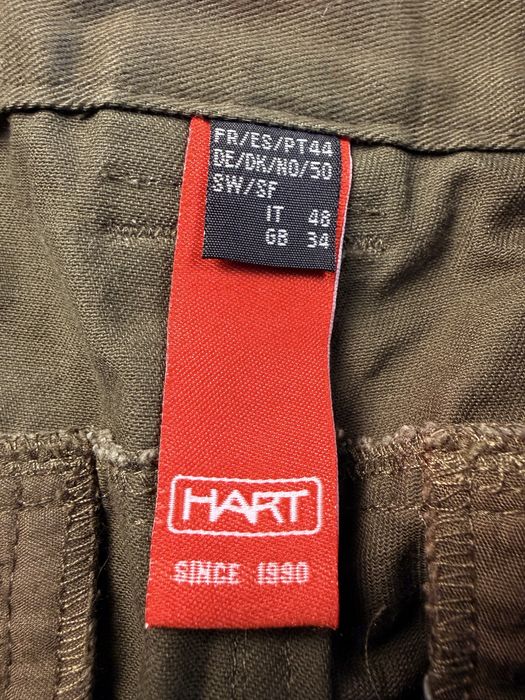 FR/ES/PT44
DE/DK/NO/50
SW/SF
IT 48
GB 34
HART
SINCE 1990